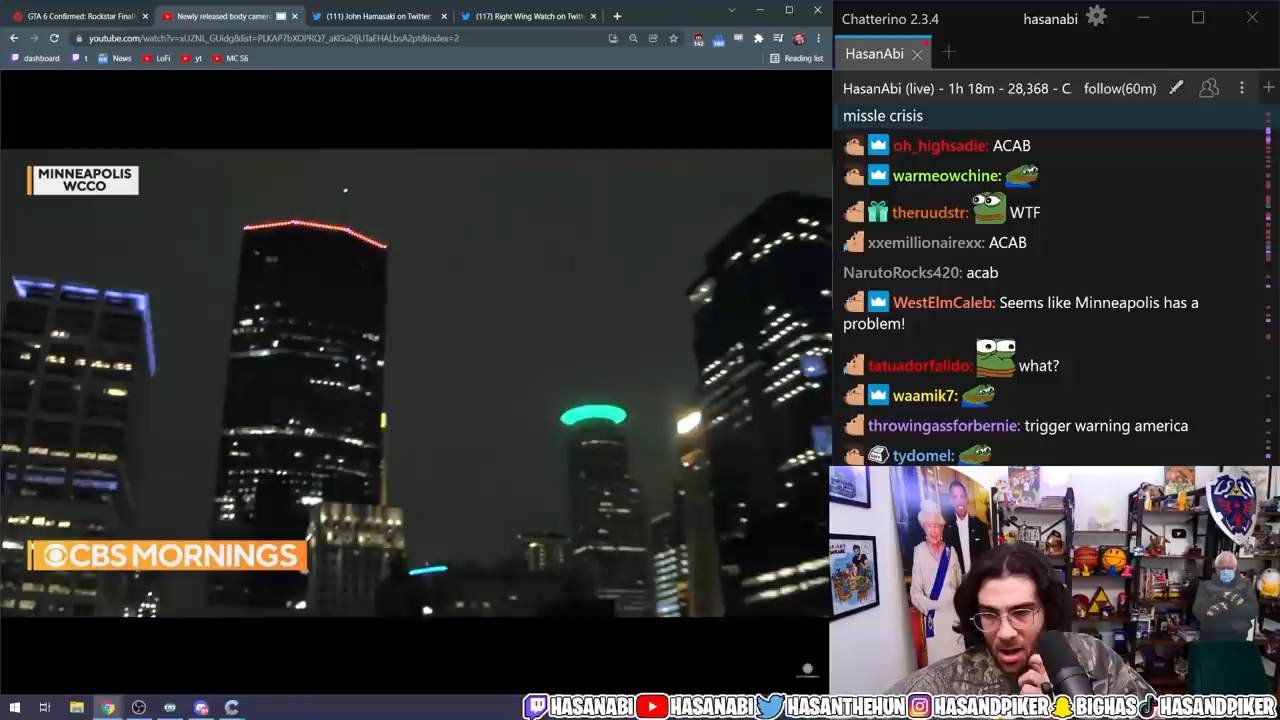 GTA 6 Confirmed: Rockstar Finall
Newly released body camera
(111) John Hamasaki on Twitter:
(117) Right Wing Watch on Twitt
youtube.com/watch?v=xUZNL_GUidg&list=PLKAP7bXOPRQ7_aKGu2fjUTaEHALbsA2pt&index=2
142
180
dashboard
t
News
LoFi
yt
MC S6
Reading list
MINNEAPOLIS
WCCO
CBS MORNINGS
Chatterino 2.3.4
hasanabi
HasanAbi
HasanAbi (live) - 1h 18m - 28,368 - C.
follow(60m)
missle crisis
oh_highsadie: ACAB
warmeowchine:
theruudstr: WTF
xxemillionairexx: ACAB
NarutoRocks420: acab
WestElmCaleb: Seems like Minneapolis has a
problem!
tatuadorfalido: what?
waamik7:
throwingassforbernie: trigger warning america
tydomel:
HASANABI HASANABI HASANTHEHUN HASANDPIKER BIGHAS HASANDPIKER